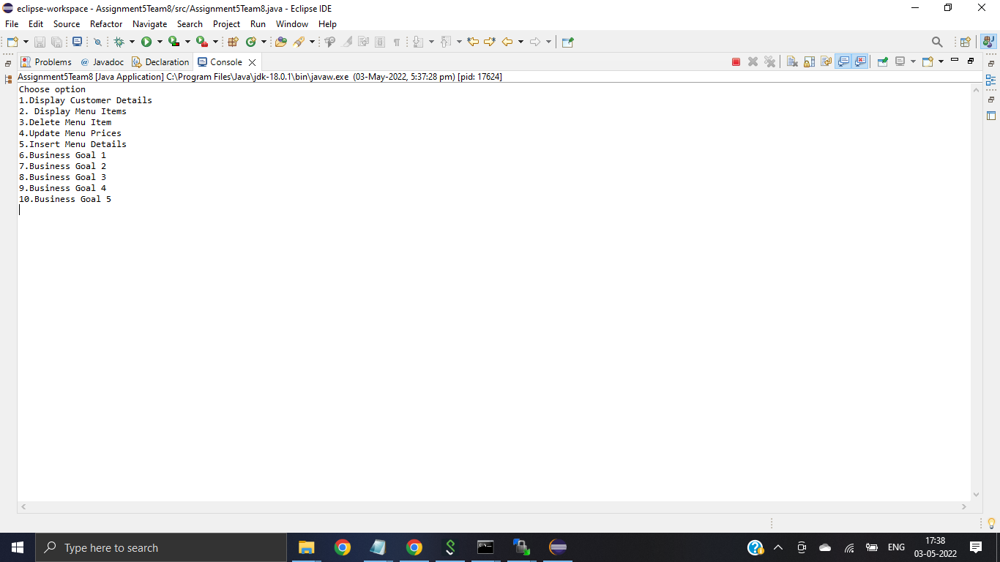 eclipse-workspace - Assignment5Team8/src/Assignment5Team8.java - Eclipse IDE
File Edit Source Refactor Navigate Search Project Run Window Help
Problems @ Javadoc Declaration Console
Assignment5Team8 [Java Application] C:\Program Files\Java\jdk-18.0.1\bin\javaw.exe (03-May-2022, 5:37:28 pm) [pid: 17624]
Choose option
1.Display Customer Details
2. Display Menu Items
3.Delete Menu Item
4.Update Menu Prices
5.Insert Menu Details
6.Business Goal 1
7.Business Goal 2
8.Business Goal 3
9.Business Goal 4
10.Business Goal 5
Type here to search
ENG
17:38
03-05-2022